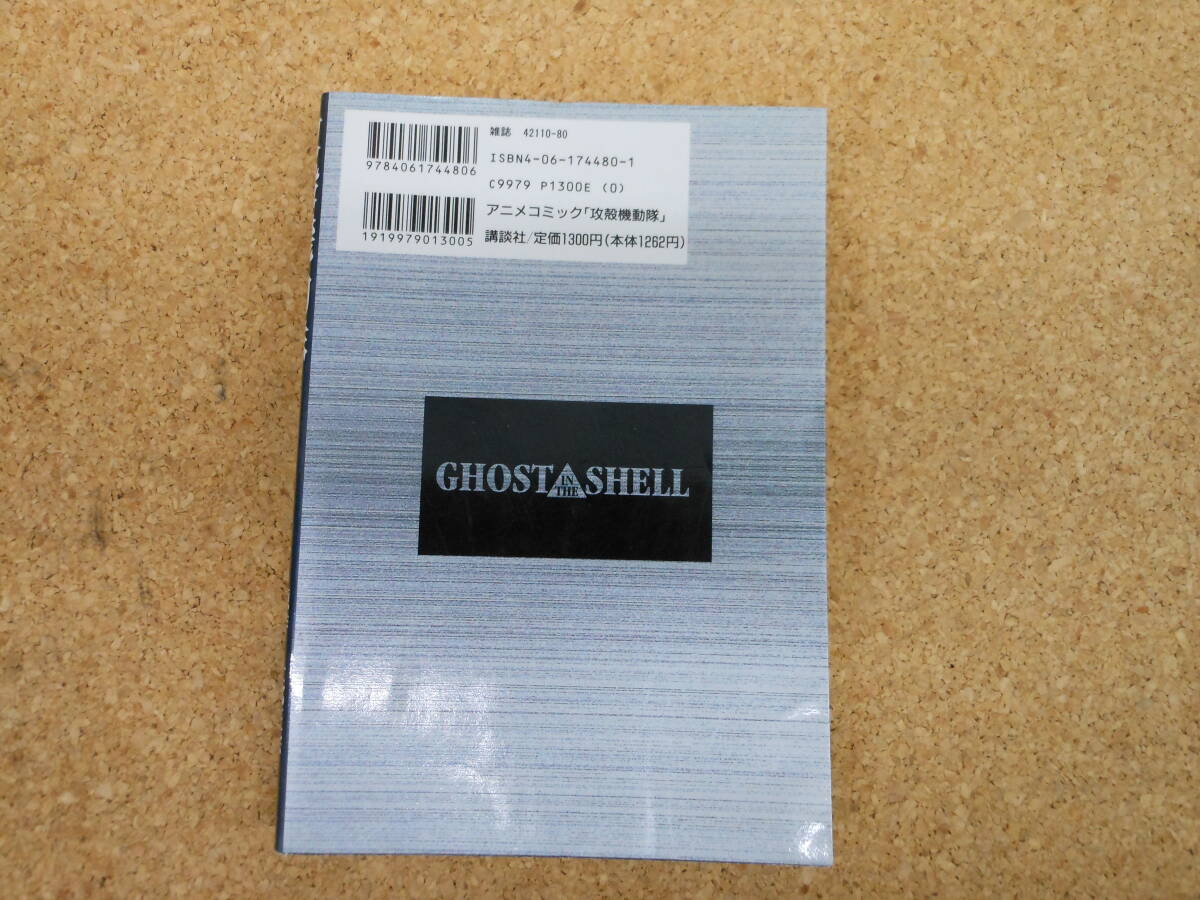 雑誌 42110-80
9784061744806
ISBN4-06-174480-1
C9979 P1300E (0)
1919979013005
アニメコミック「攻殻機動隊」
講談社/定価1300円(本体1262円)
GHOST IN THE SHELL